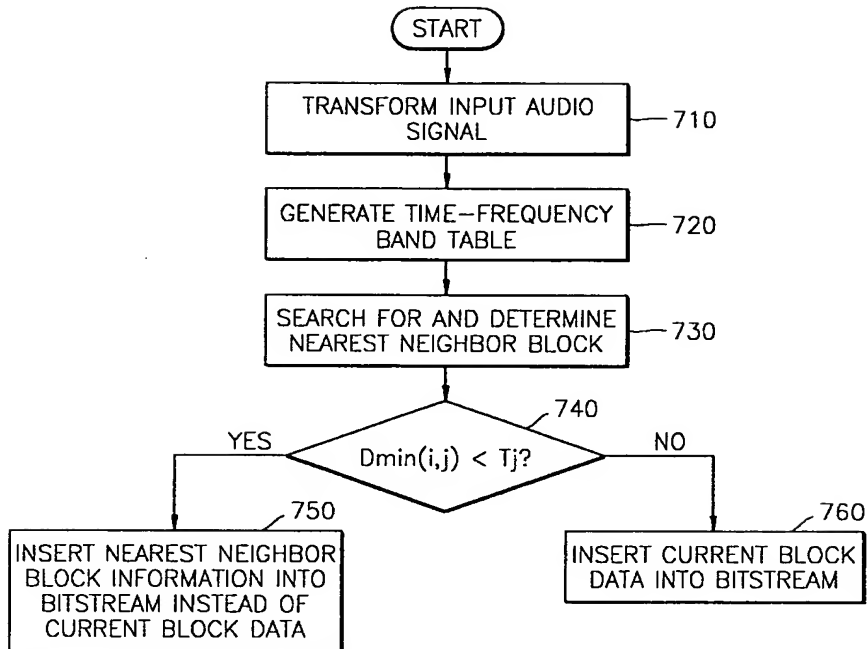 START
TRANSFORM INPUT AUDIO
SIGNAL
710
GENERATE TIME-FREQUENCY
BAND TABLE
720
SEARCH FOR AND DETERMINE
NEAREST NEIGHBOR BLOCK
730
740
YES
Dmin(i,j) < Tj?
NO
750
INSERT NEAREST NEIGHBOR
BLOCK INFORMATION INTO
BITSTREAM INSTEAD OF
CURRENT BLOCK DATA
760
INSERT CURRENT BLOCK
DATA INTO BITSTREAM